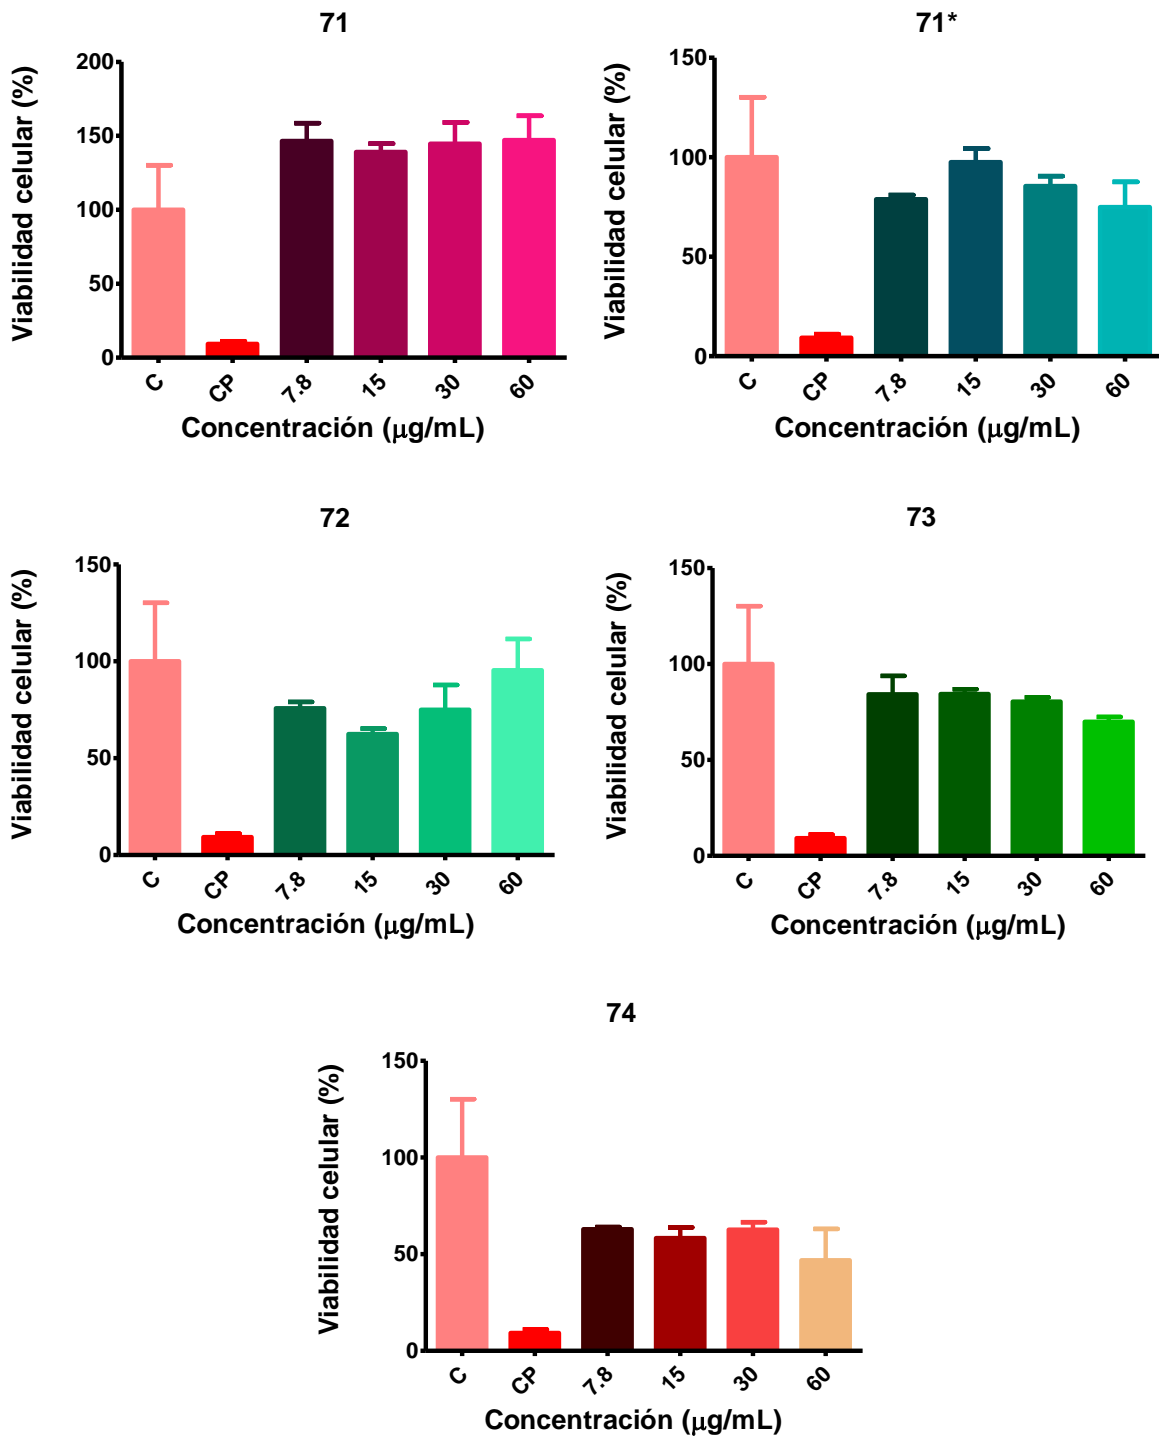 71
Viabilidad celular (%)
200
150
100
50
0
C CP 7.8 15 30 60
Concentración (μg/mL)
71*
Viabilidad celular (%)
150
100
50
0
C CP 7.8 15 30 60
Concentración (μg/mL)
72
Viabilidad celular (%)
150
100
50
0
C CP 7.8 15 30 60
Concentración (μg/mL)
73
Viabilidad celular (%)
150
100
50
0
C CP 7.8 15 30 60
Concentración (μg/mL)
74
Viabilidad celular (%)
150
100
50
0
C CP 7.8 15 30 60
Concentración (μg/mL)